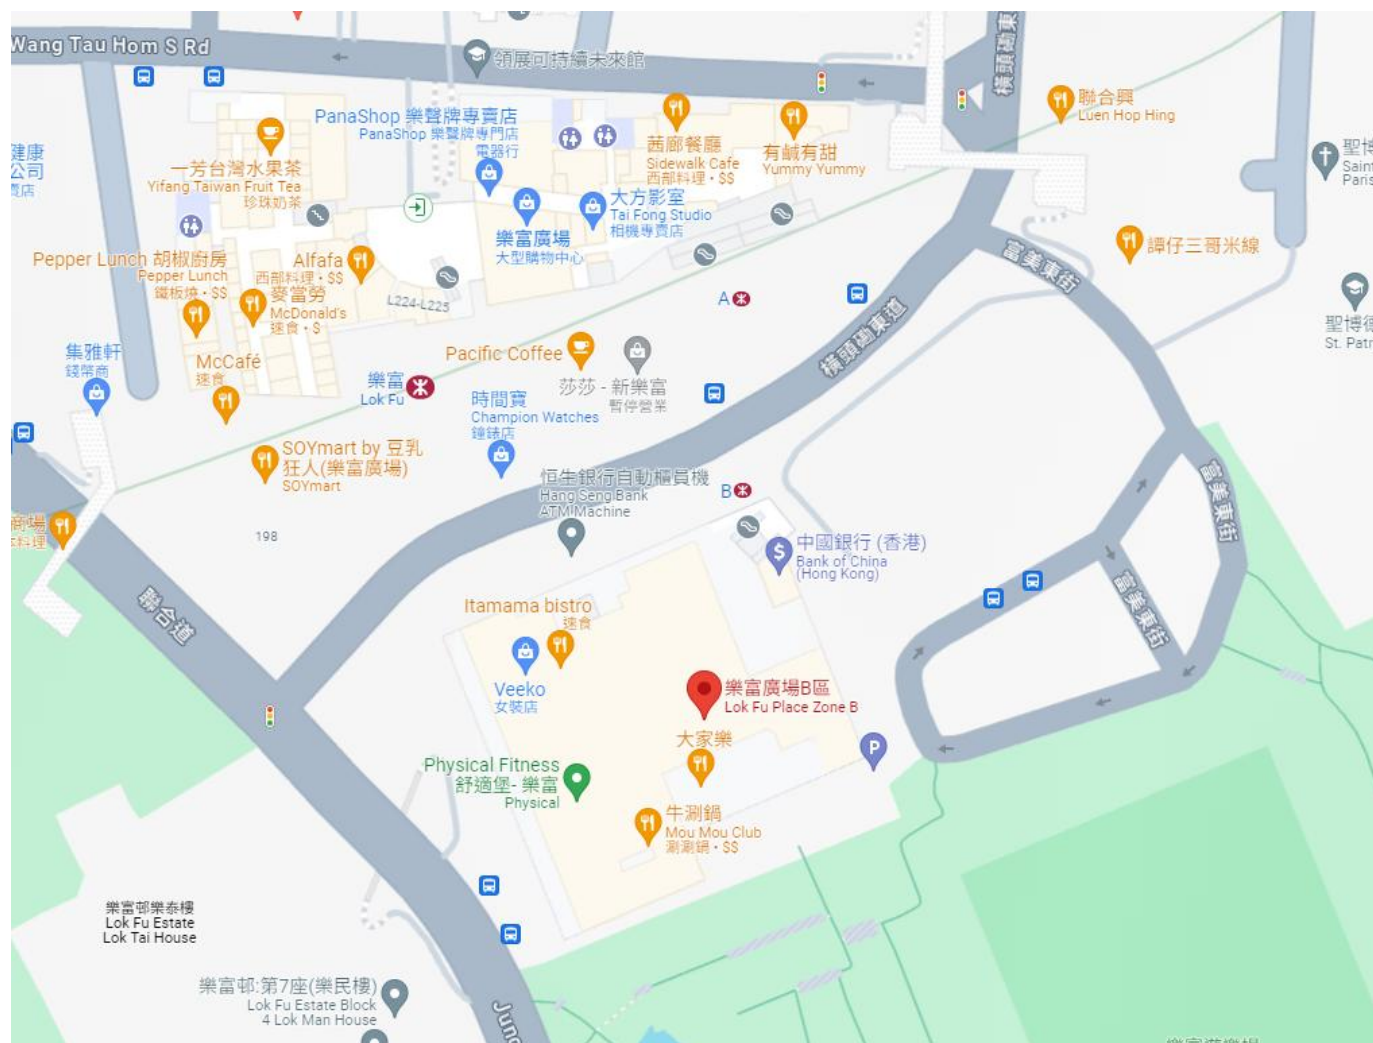 Wang Tau Hom S Rd
領展可持續未來館
橫頭磡東
PanaShop 樂聲牌專賣店
PanaShop 樂聲牌專門店
電器行
一芳台灣水果茶
Yifang Taiwan Fruit Tea
珍珠奶茶
茜廊餐廳
Sidewalk Cafe
西部料理・$$
有鹹有甜
Yummy Yummy
聯合興
Luen Hop Hing
健康
公司
賣店
聖博
Saint
Paris
大方影室
Tai Fong Studio
相機專賣店
樂富廣場
大型購物中心
Pepper Lunch 胡椒廚房
Pepper Lunch
鐵板燒・$$
Alfafa
西部料理・$$
麥當勞
McDonald's
速食・$
L224-L225
譚仔三哥米線
富美東街
A
聖博德
St. Patr
橫頭磡東道
集雅軒
錢幣商
McCafé
速食
樂富
Lok Fu
Pacific Coffee
莎莎 - 新樂富
暫停營業
時間寶
Champion Watches
鐘錶店
SOYmart by 豆乳
狂人(樂富廣場)
SOYmart
恒生銀行自動櫃員機
Hang Seng Bank
ATM Machine
B
富美東街
商場
料理
198
中國銀行 (香港)
Bank of China
(Hong Kong)
富美東街
聯合道
Itamama bistro
速食
Veeko
女裝店
樂富廣場B區
Lok Fu Place Zone B
大家樂
P
Physical Fitness
舒適堡- 樂富
Physical
牛涮鍋
Mou Mou Club
涮涮鍋・$$
樂富邨樂泰樓
Lok Fu Estate
Lok Tai House
樂富邨:第7座(樂民樓)
Lok Fu Estate Block
4 Lok Man House
Junc